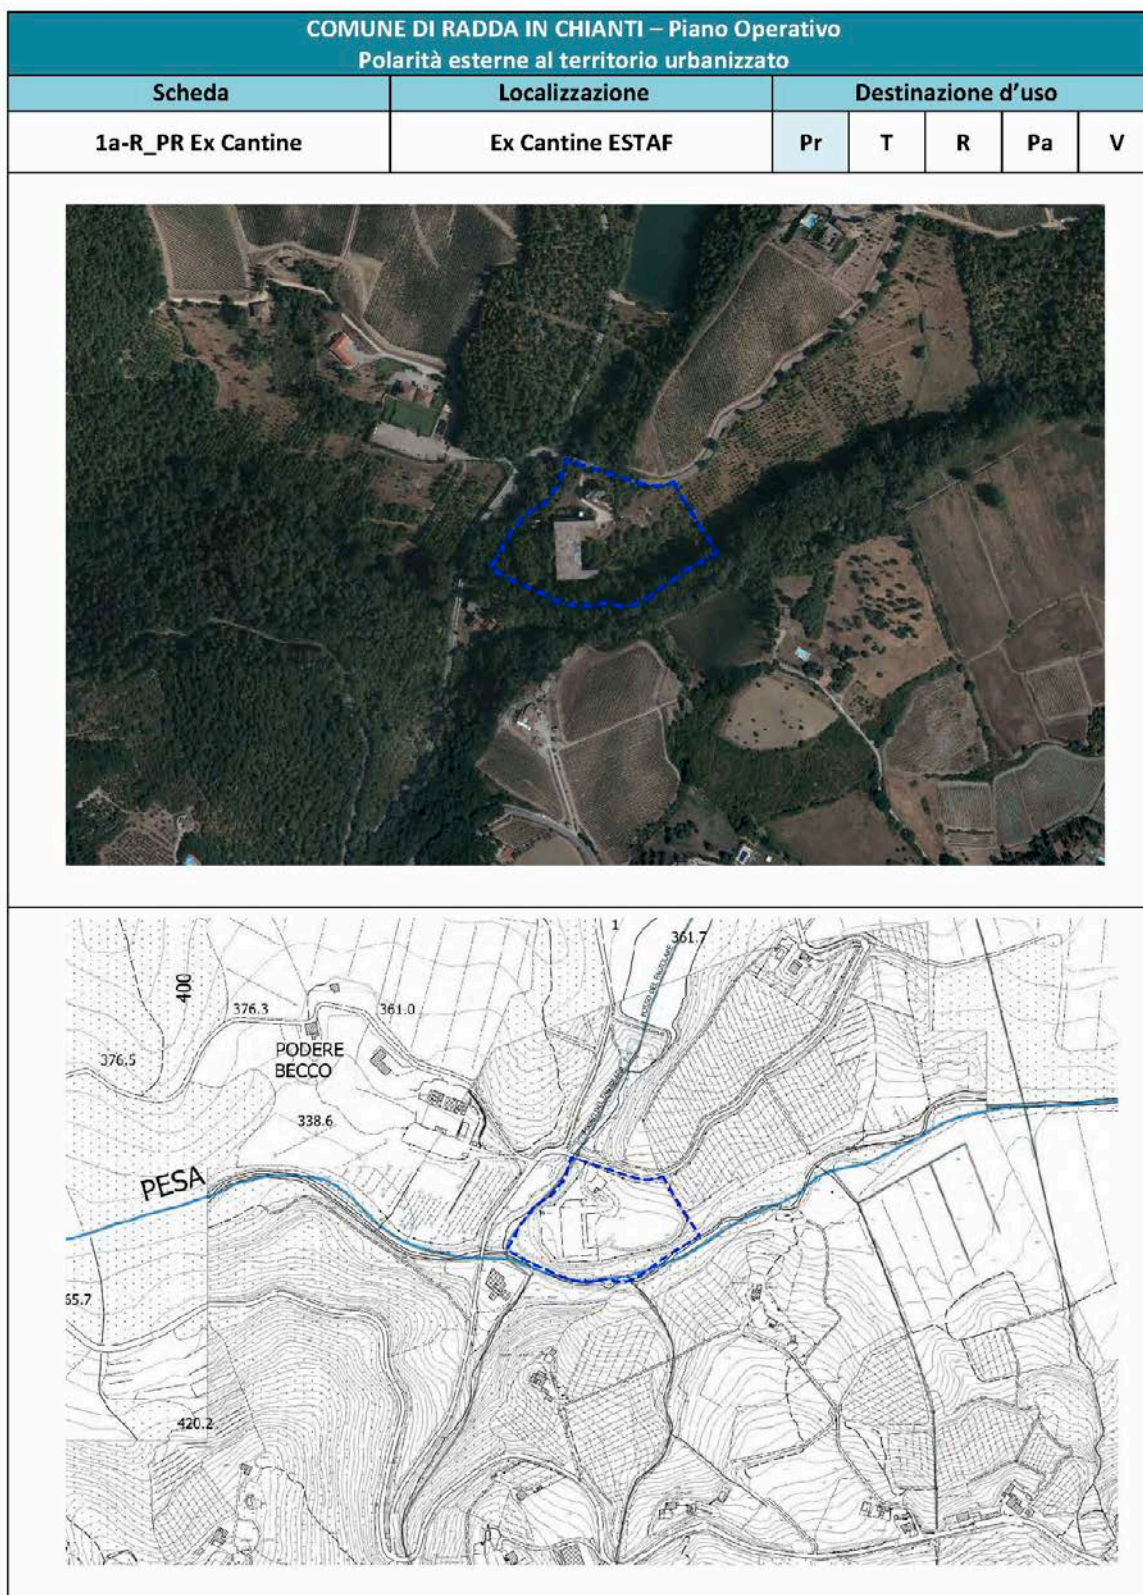 COMUNE DI RADDA IN CHIANTI – Piano Operativo
Polarità esterne al territorio urbanizzato
Scheda Localizzazione Destinazione d'uso
1a-R_PR Ex Cantine Ex Cantine ESTAF Pr T R Pa V
1
361.7
400
376.3
361.0
376.5
PODERE
BECCO
338.6
PESA
65.7
420.2